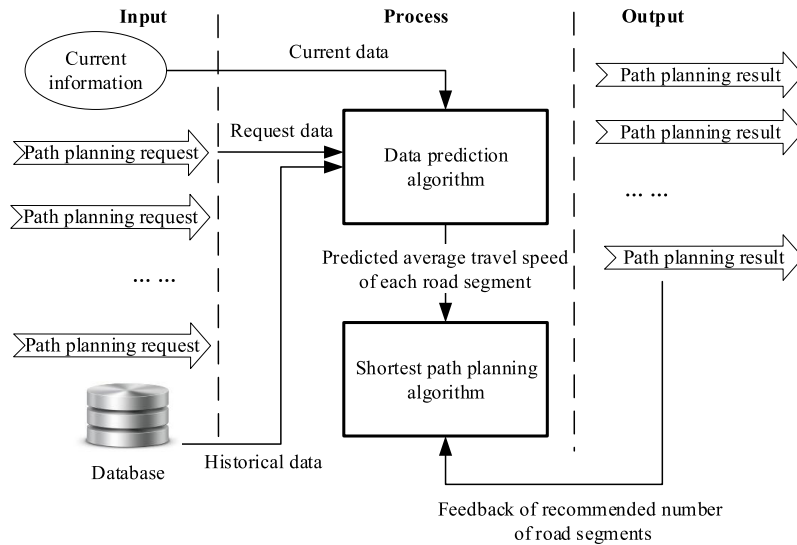 Input
Process
Output
Current
information
Current data
Path planning request
Request data
Path planning request
... ...
Path planning request
Database
Historical data
Data prediction
algorithm
Predicted average travel speed
of each road segment
Shortest path planning
algorithm
Path planning result
Path planning result
... ...
Path planning result
Feedback of recommended number
of road segments